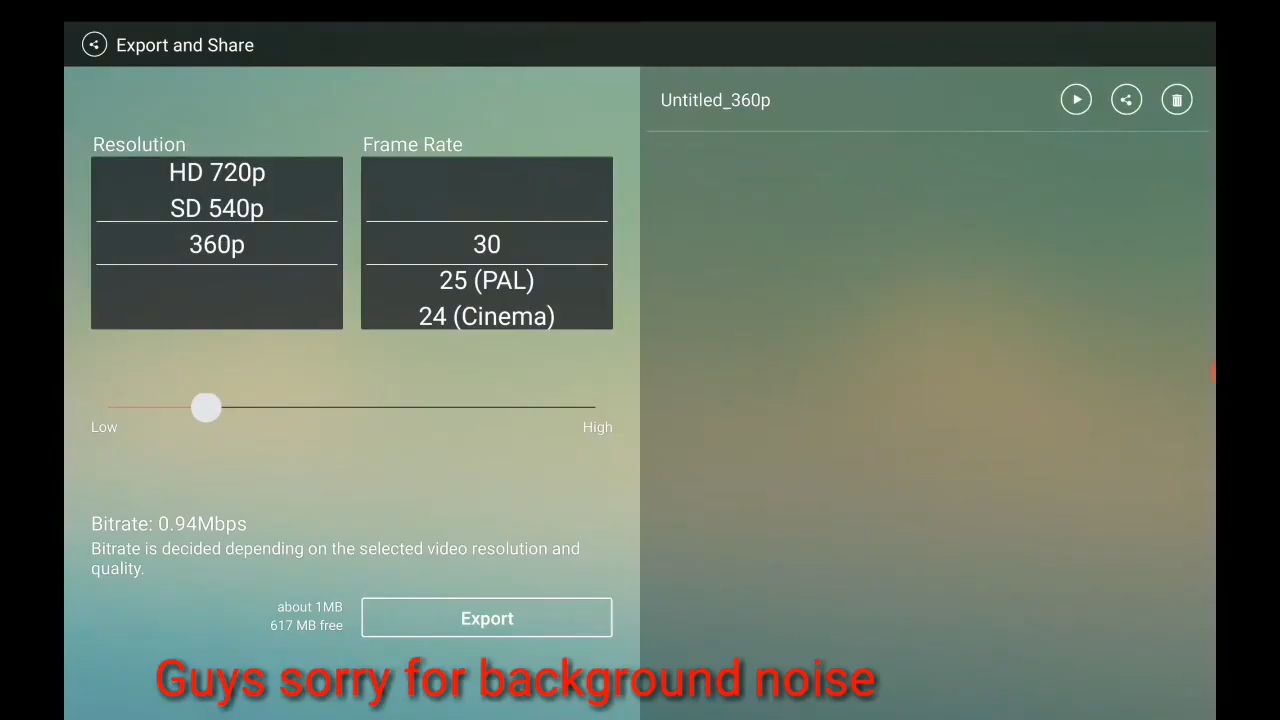 Export and Share
Untitled_360p
Resolution
HD 720p
SD 540p
360p
Frame Rate
30
25 (PAL)
24 (Cinema)
Low
High
Bitrate: 0.94Mbps
Bitrate is decided depending on the selected video resolution and
quality.
about 1MB
617 MB free
Export
Guys sorry for background noise